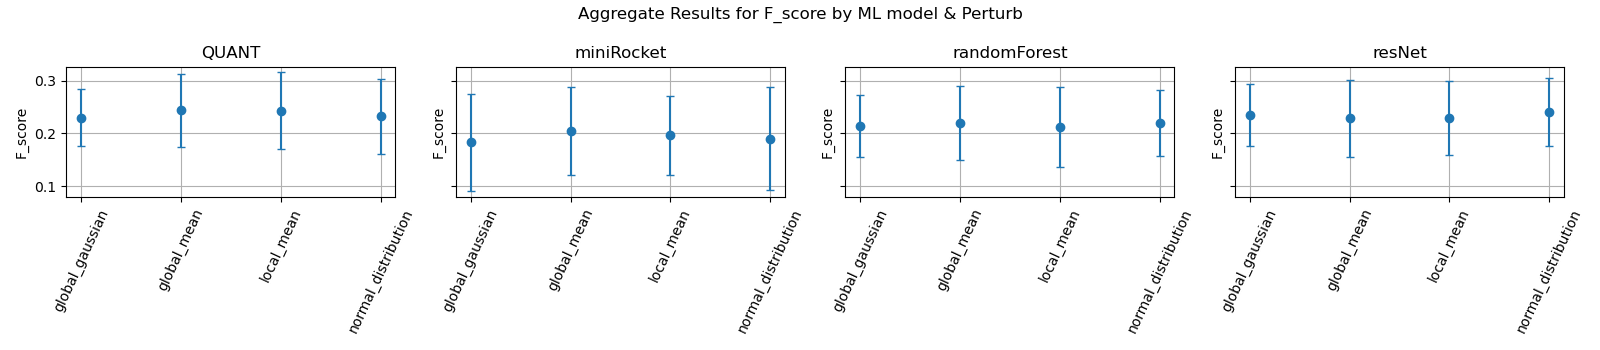 Aggregate Results for F_score by ML model & Perturb
QUANT
miniRocket
randomForest
resNet
F_score
0.3
0.2
0.1
F_score
F_score
F_score
global_gaussian
global_mean
local_mean
normal_distribution
global_gaussian
global_mean
local_mean
normal_distribution
global_gaussian
global_mean
local_mean
normal_distribution
global_gaussian
global_mean
local_mean
normal_distribution